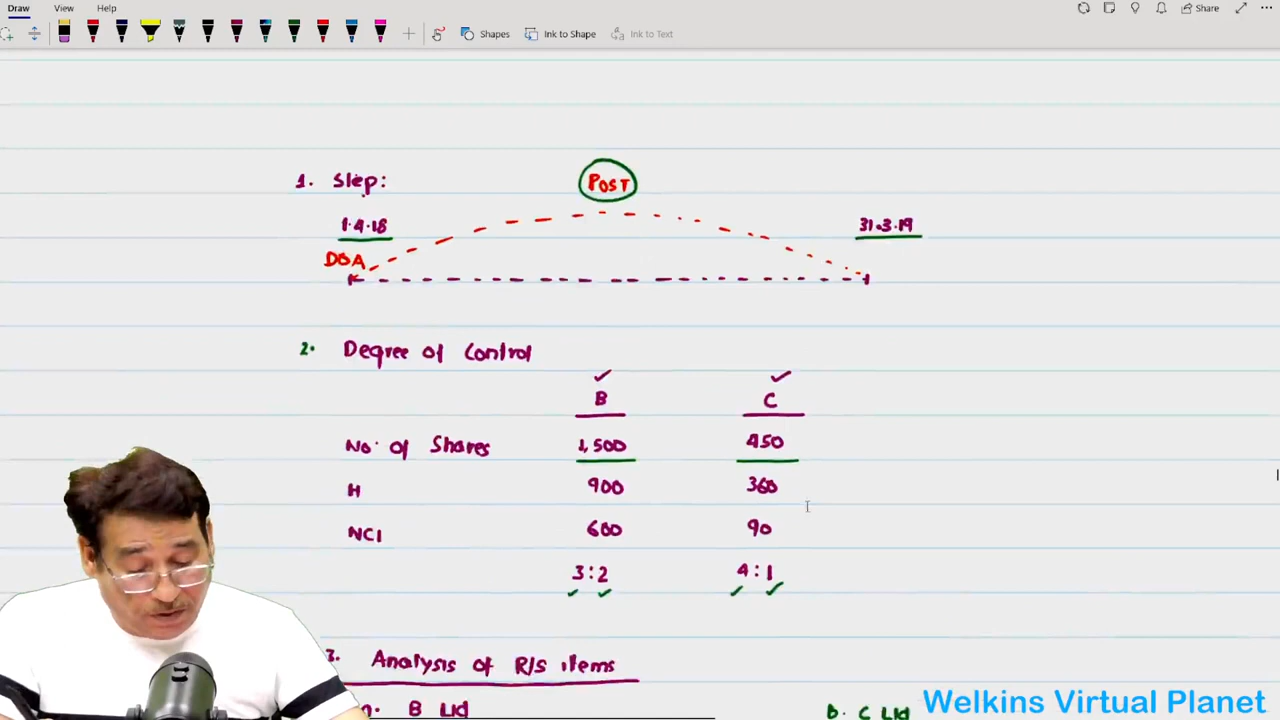 Draw View Help
Share
Shapes Ink to Shape Ink to Text
1. Step: POST
1.4.18 31.3.19
DOA
2. Degree of Control
B C
No. of Shares 1,500 450
H 900 360
NCI 600 90
3:2 4:1
3. Analysis of R/S items
B Ltd b. C Ltd
Welkins Virtual Planet